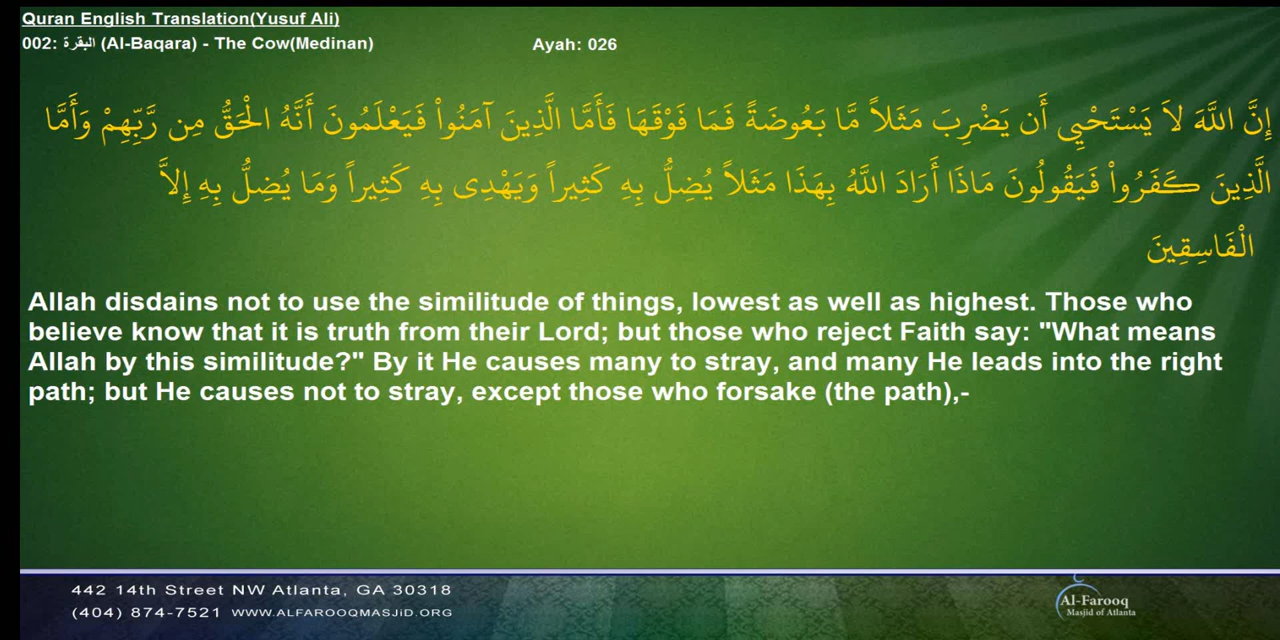 Quran English Translation(Yusuf Ali)
002: البقرة (Al-Baqara) - The Cow(Medinan)
Ayah: 026
إِنَّ اللَّهَ لاَ يَسْتَحْيِي أَن يَضْرِبَ مَثَلاً مَّا بَعُوضَةً فَمَا فَوْقَهَا فَأَمَّا الَّذِينَ آمَنُواْ فَيَعْلَمُونَ أَنَّهُ الْحَقُّ مِن رَّبِّهِمْ وَأَمَّا
الَّذِينَ كَفَرُواْ فَيَقُولُونَ مَاذَا أَرَادَ اللَّهُ بِهَذَا مَثَلاً يُضِلُّ بِهِ كَثِيراً وَيَهْدِى بِهِ كَثِيراً وَمَا يُضِلُّ بِهِ إِلاَّ
الْفَاسِقِينَ
Allah disdains not to use the similitude of things, lowest as well as highest. Those who
believe know that it is truth from their Lord; but those who reject Faith say: "What means
Allah by this similitude?" By it He causes many to stray, and many He leads into the right
path; but He causes not to stray, except those who forsake (the path),-
442 14th Street NW Atlanta, GA 30318
(404) 874-7521 WWW.ALFAROOQMASJiD.ORG
Al-Farooq
Masjid of Atlanta